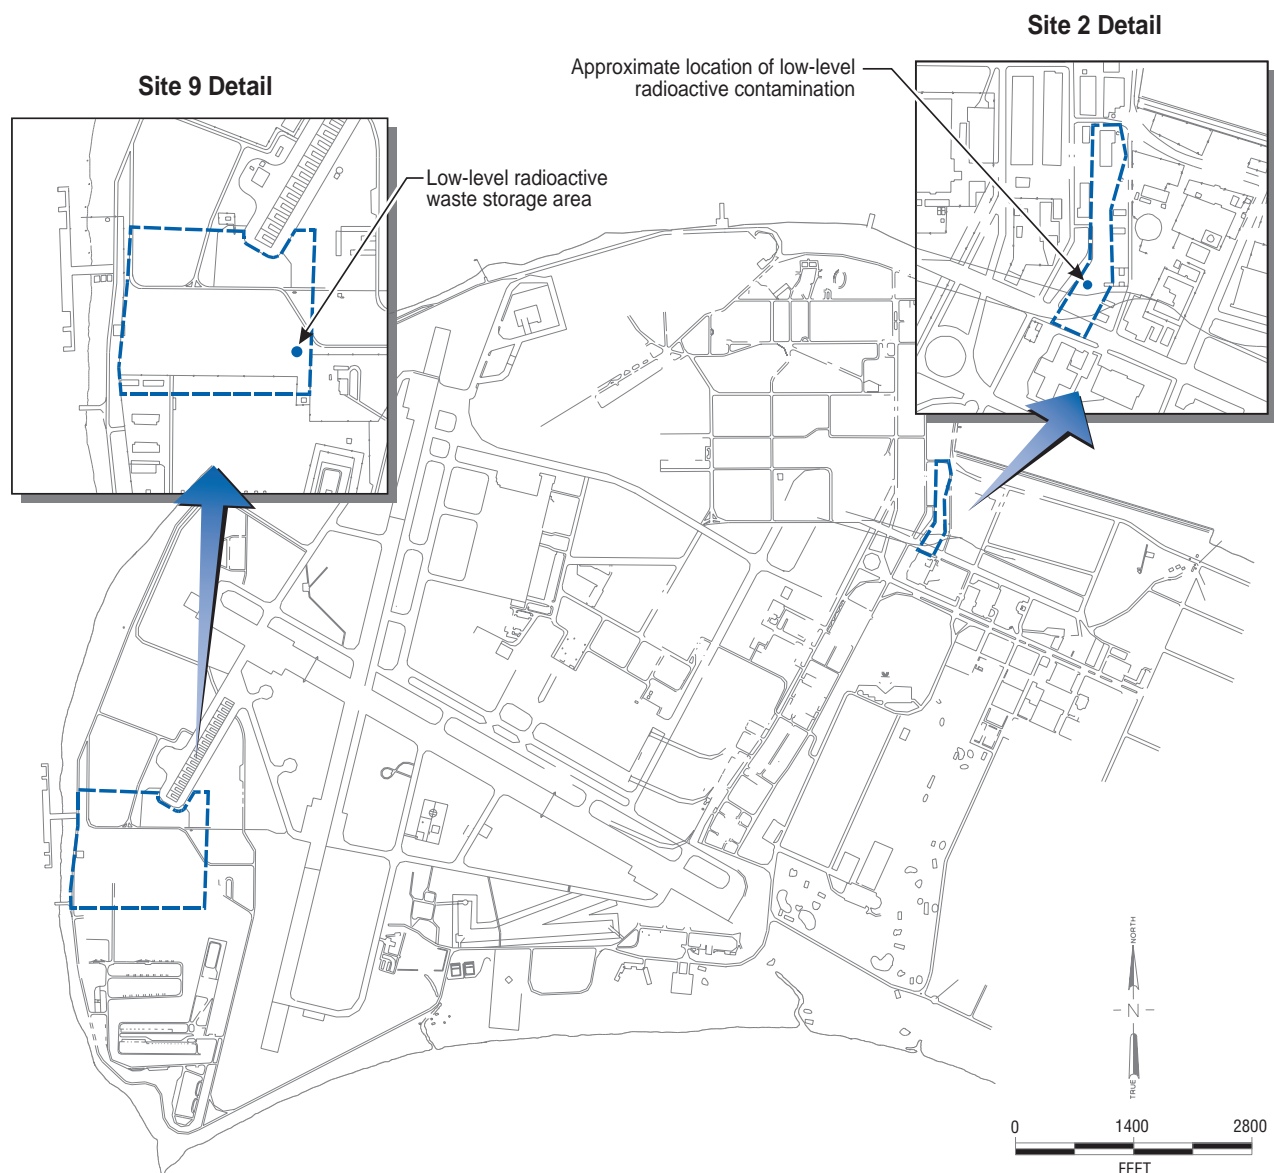 Site 2 Detail
Approximate location of low-level
radioactive contamination
Site 9 Detail
Low-level radioactive
waste storage area
NORTH
N
TRUE
0 1400 2800
FEET